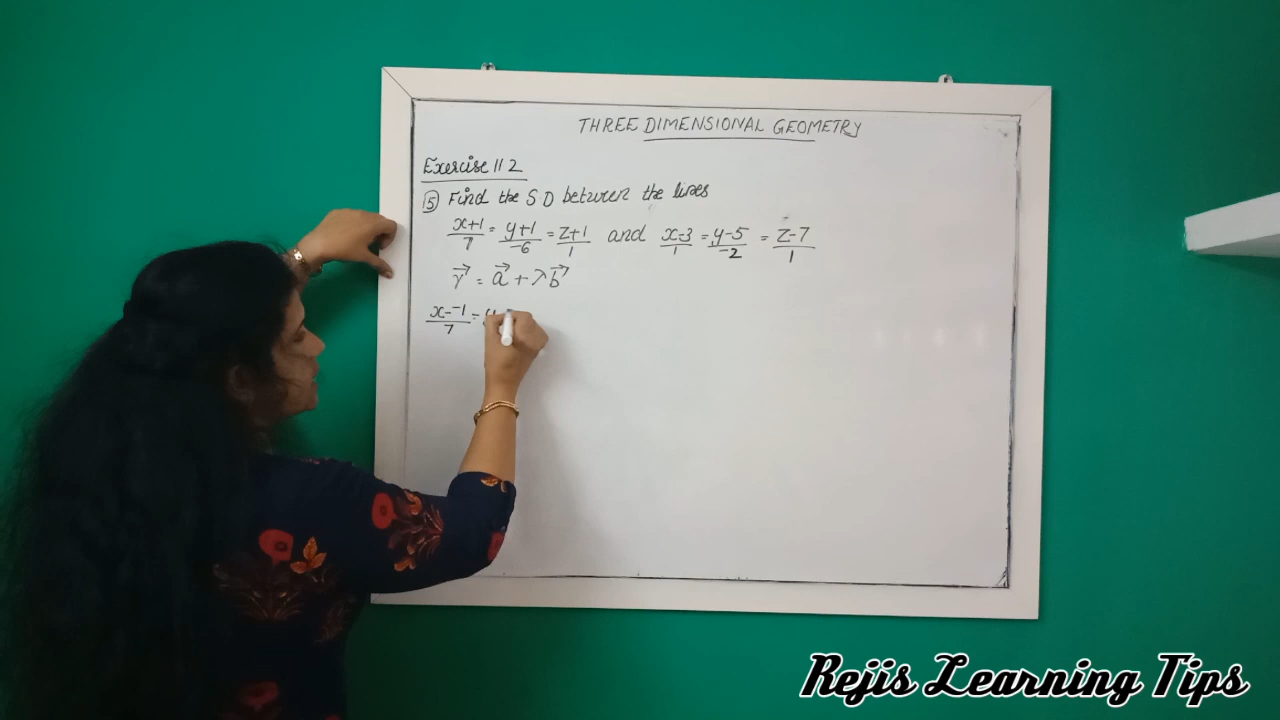 THREE DIMENSIONAL GEOMETRY
Exercise 11 2
⑤ Find the S D between the lines
x+1/7 = y+1/-6 = z+1/1 and x-3/1 = y-5/-2 = z-7/1
r⃗ = a⃗ + λb⃗
x--1/7 =
Rejis Learning Tips